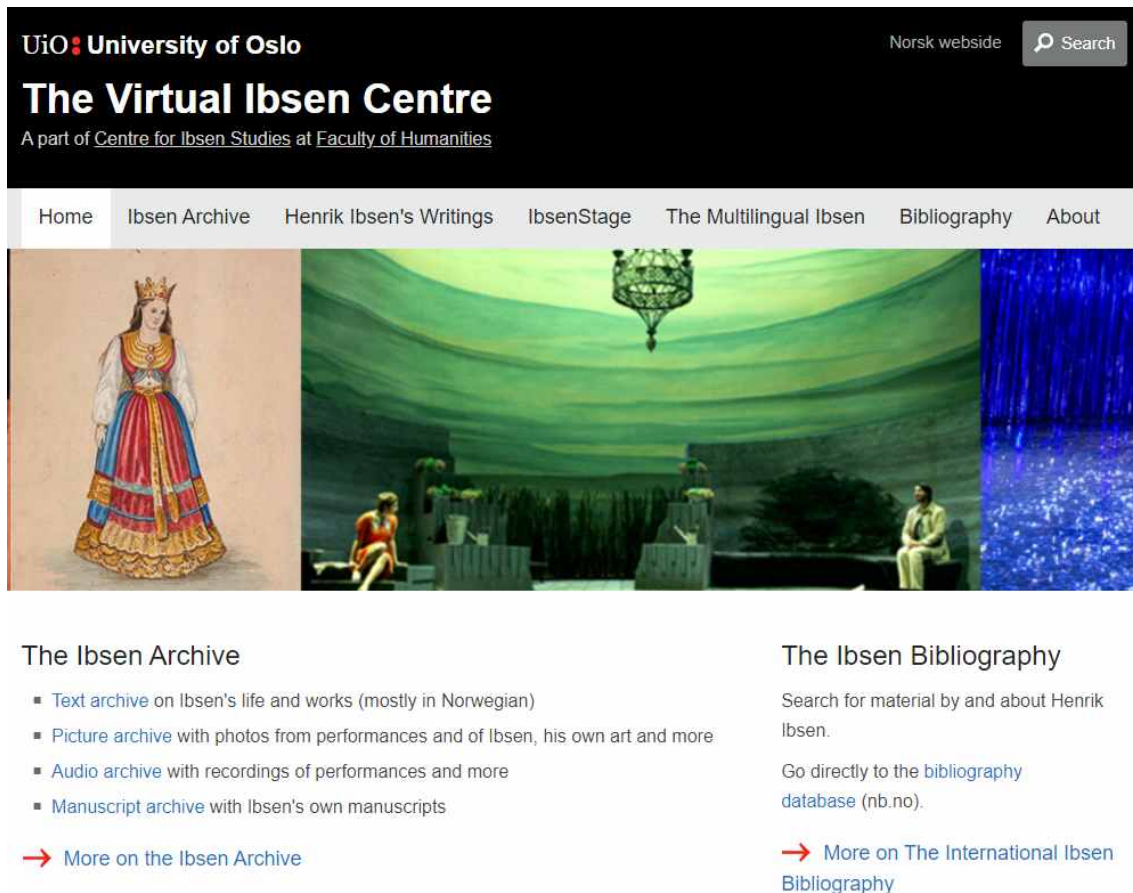 UiO: University of Oslo
Norsk webside
Search
The Virtual Ibsen Centre
A part of Centre for Ibsen Studies at Faculty of Humanities
Home Ibsen Archive Henrik Ibsen's Writings IbsenStage The Multilingual Ibsen Bibliography About
The Ibsen Archive
Text archive on Ibsen's life and works (mostly in Norwegian)
Picture archive with photos from performances and of Ibsen, his own art and more
Audio archive with recordings of performances and more
Manuscript archive with Ibsen's own manuscripts
More on the Ibsen Archive
The Ibsen Bibliography
Search for material by and about Henrik
Ibsen.
Go directly to the bibliography
database (nb.no).
More on The International Ibsen
Bibliography